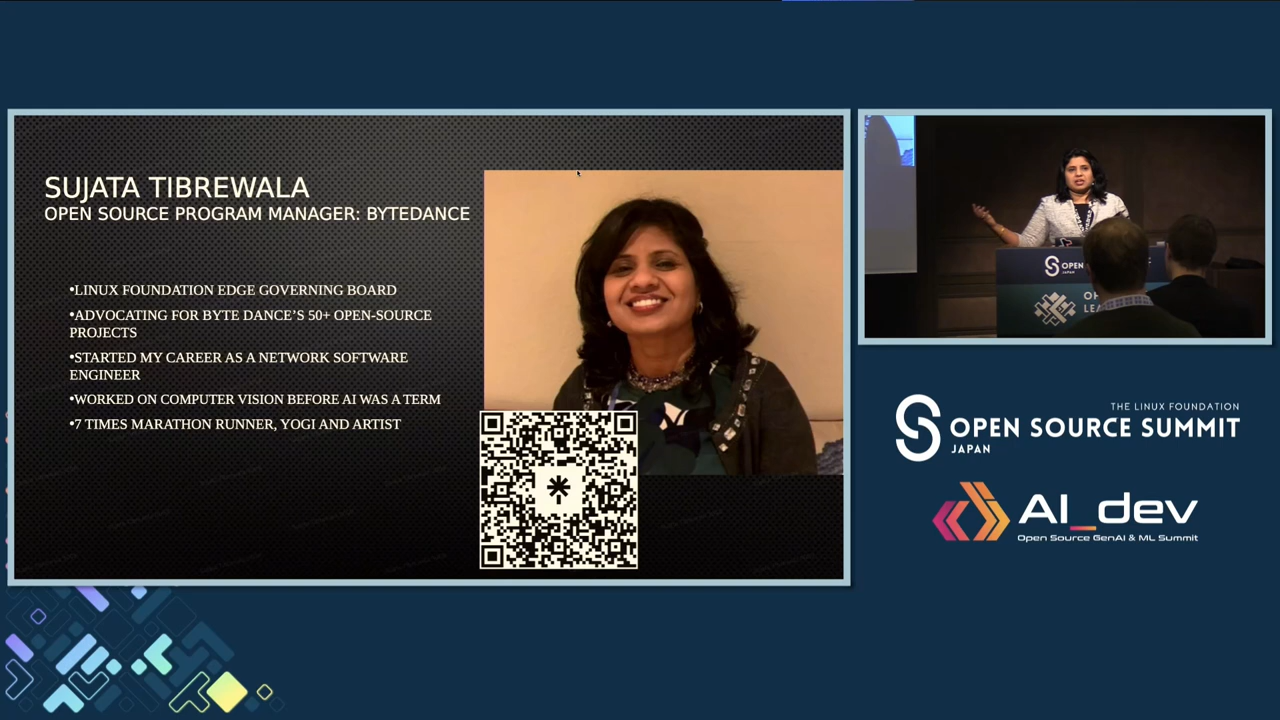 SUJATA TIBREWALA
OPEN SOURCE PROGRAM MANAGER: BYTEDANCE
•LINUX FOUNDATION EDGE GOVERNING BOARD
•ADVOCATING FOR BYTE DANCE'S 50+ OPEN-SOURCE
PROJECTS
•STARTED MY CAREER AS A NETWORK SOFTWARE
ENGINEER
•WORKED ON COMPUTER VISION BEFORE AI WAS A TERM
•7 TIMES MARATHON RUNNER, YOGI AND ARTIST
OPEN
JAPAN
THE LINUX FOUNDATION
OPEN SOURCE SUMMIT
JAPAN
AI_dev
Open Source GenAI & ML Summit